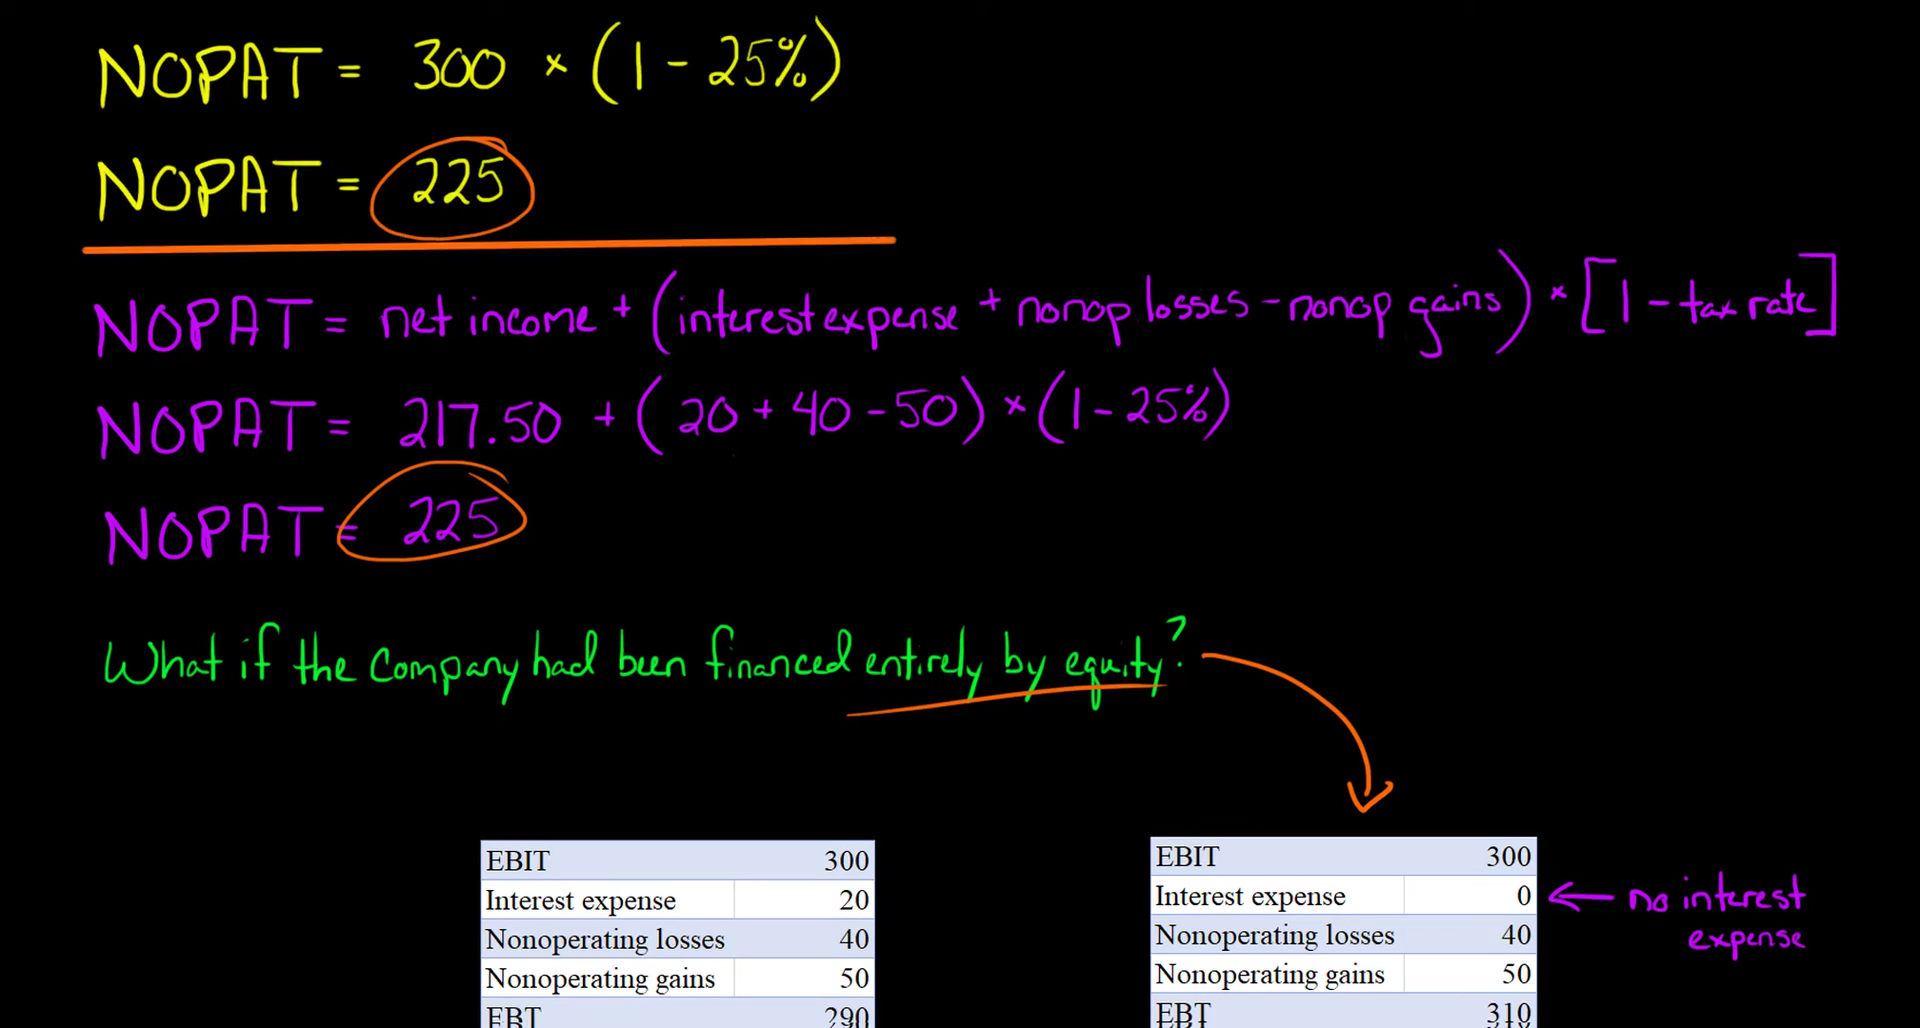 NOPAT = 300 × (1 - 25%)
NOPAT = 225
NOPAT = net income + (interest expense + nonop losses - nonop gains) × [1 - tax rate]
NOPAT = 217.50 + (20 + 40 - 50) × (1 - 25%)
NOPAT = 225
What if the company had been financed entirely by equity?
EBIT 300
Interest expense 20
Nonoperating losses 40
Nonoperating gains 50
EBT 290
EBIT 300
Interest expense 0
Nonoperating losses 40
Nonoperating gains 50
EBT 310
← no interest
expense